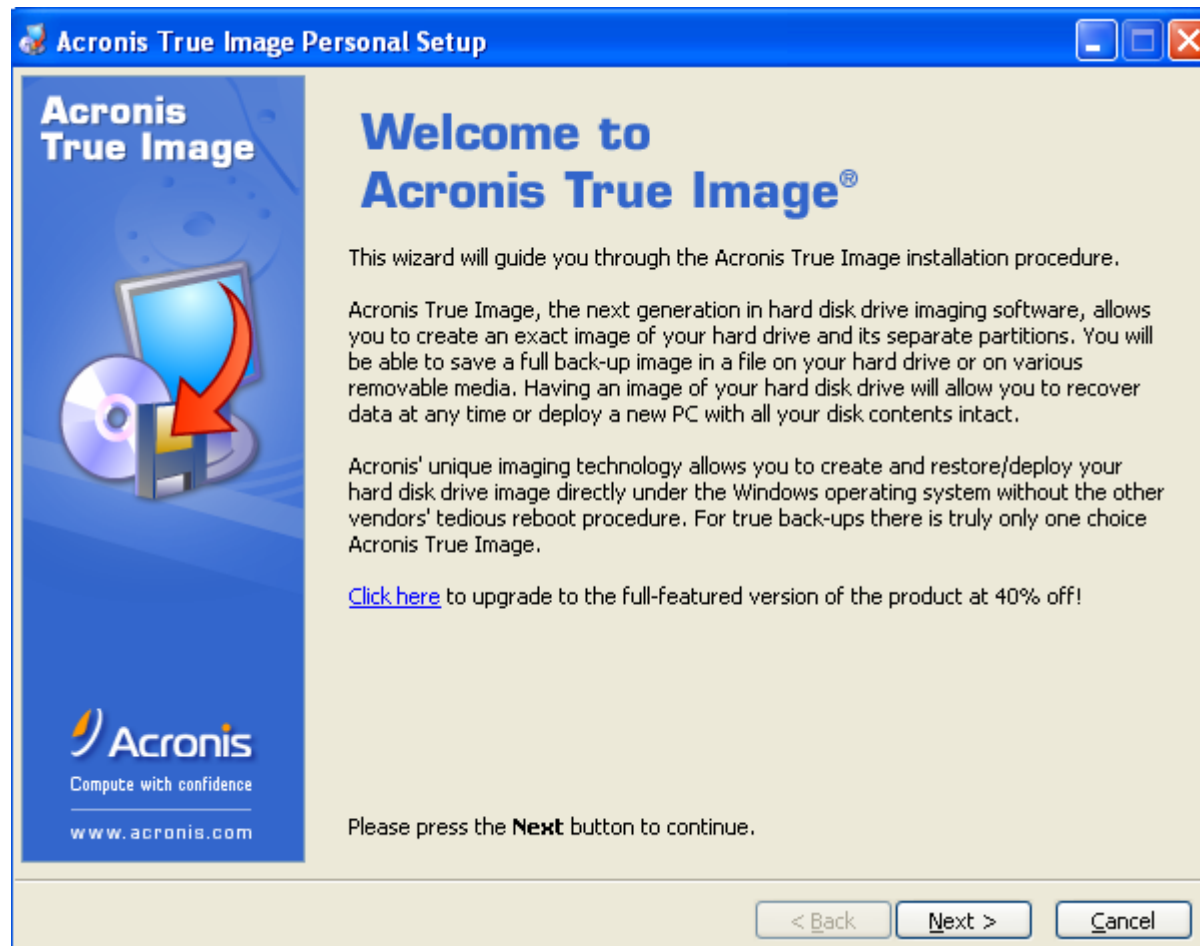 Acronis True Image Personal Setup
Acronis
True Image
Welcome to
Acronis True Image®
This wizard will guide you through the Acronis True Image installation procedure.
Acronis True Image, the next generation in hard disk drive imaging software, allows
you to create an exact image of your hard drive and its separate partitions. You will
be able to save a full back-up image in a file on your hard drive or on various
removable media. Having an image of your hard disk drive will allow you to recover
data at any time or deploy a new PC with all your disk contents intact.
Acronis' unique imaging technology allows you to create and restore/deploy your
hard disk drive image directly under the Windows operating system without the other
vendors' tedious reboot procedure. For true back-ups there is truly only one choice
Acronis True Image.
Click here to upgrade to the full-featured version of the product at 40% off!
Acronis
Compute with confidence
www.acronis.com
Please press the Next button to continue.
< Back
Next >
Cancel